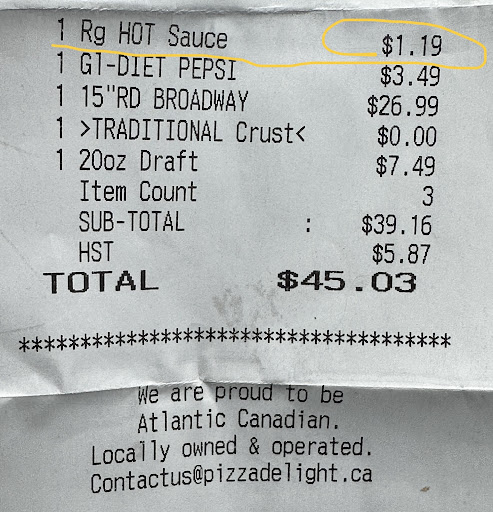 1 Rg HOT Sauce $1.19
1 Gl-DIET PEPSI $3.49
1 15"RD BROADWAY $26.99
1 >TRADITIONAL Crust< $0.00
1 20oz Draft $7.49
Item Count 3
SUB-TOTAL : $39.16
HST $5.87
TOTAL $45.03
***************************************
We are proud to be
Atlantic Canadian.
Locally owned & operated.
Contactus@pizzadelight.ca